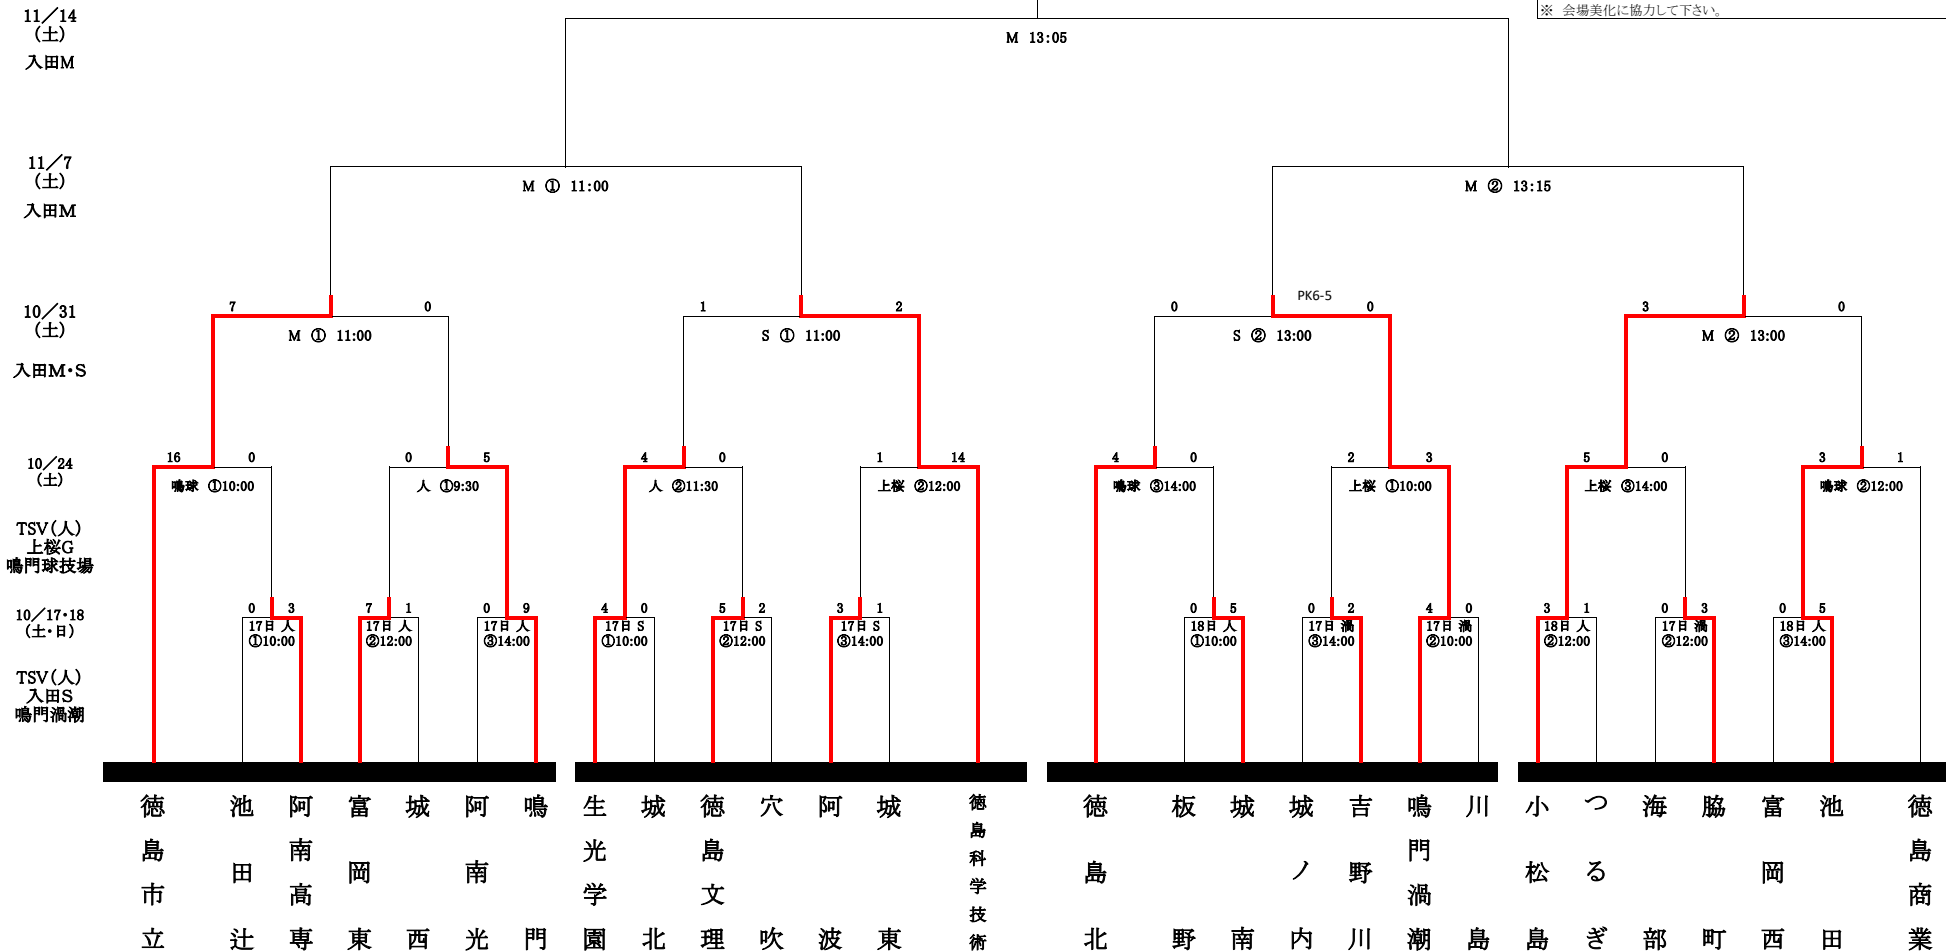 ※ 会場美化に協力して下さい。
11／14
(土)
入田M
M 13:05
11／7
(土)
入田M
M ① 11:00
M ② 13:15
10／31
(土)
入田M･S
7 0
M ① 11:00
1 2
S ① 11:00
0 PK6-5 0
S ② 13:00
3 0
M ② 13:00
10／24
(土)
TSV(人)
上桜G
鳴門球技場
16 0
鳴球 ①10:00
0 5
人 ①9:30
4 0
人 ②11:30
1 14
上桜 ②12:00
4 0
鳴球 ③14:00
2 3
上桜 ①10:00
5 0
上桜 ③14:00
3 1
鳴球 ②12:00
10／17･18
(土･日)
TSV(人)
入田S
鳴門渦潮
0 3
17日 人
①10:00
7 1
17日 人
②12:00
0 9
17日 人
③14:00
4 0
17日 S
①10:00
5 2
17日 S
②12:00
3 1
17日 S
③14:00
0 5
18日 人
①10:00
0 2
17日 渦
③14:00
4 0
17日 渦
②10:00
3 1
18日 人
②12:00
0 3
17日 渦
②12:00
0 5
18日 人
③14:00
徳島市立
池田辻
阿南高専
富岡東
城西
阿南光
鳴門
生光学園
城北
徳島文理
穴吹
阿波
城東
徳島科学技術
徳島北
板野
城南
城ノ内
吉野川
鳴門渦潮
川島
小松島
つるぎ
海部
脇町
富岡西
池田
徳島商業